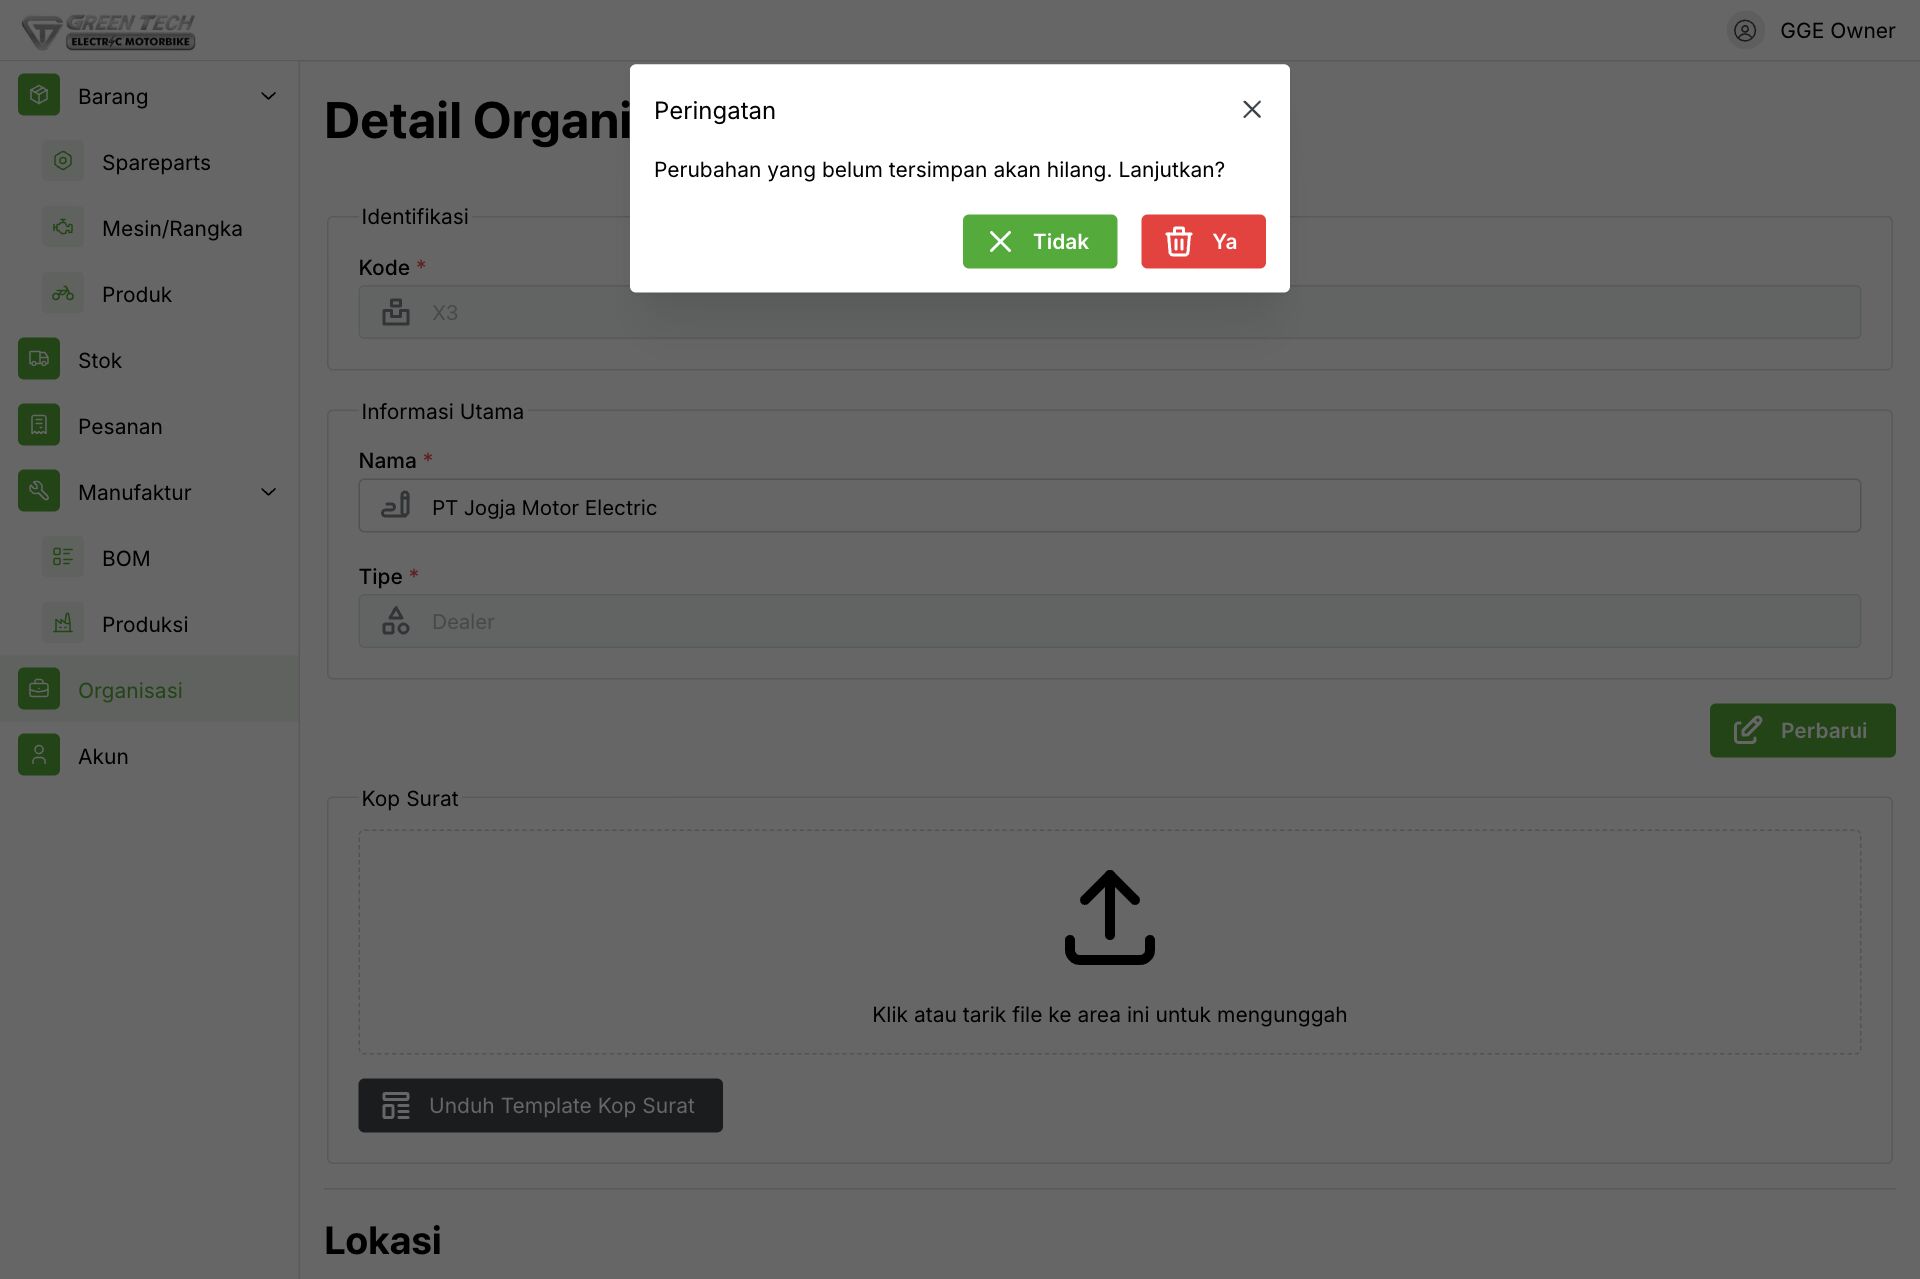 GREEN TECH
ELECTRIC MOTORBIKE
GGE Owner
Barang
Spareparts
Mesin/Rangka
Produk
Stok
Pesanan
Manufaktur
BOM
Produksi
Organisasi
Akun
Detail Organi
Peringatan
Perubahan yang belum tersimpan akan hilang. Lanjutkan?
Tidak
Ya
Identifikasi
Kode *
X3
Informasi Utama
Nama *
PT Jogja Motor Electric
Tipe *
Dealer
Perbarui
Kop Surat
Klik atau tarik file ke area ini untuk mengunggah
Unduh Template Kop Surat
Lokasi